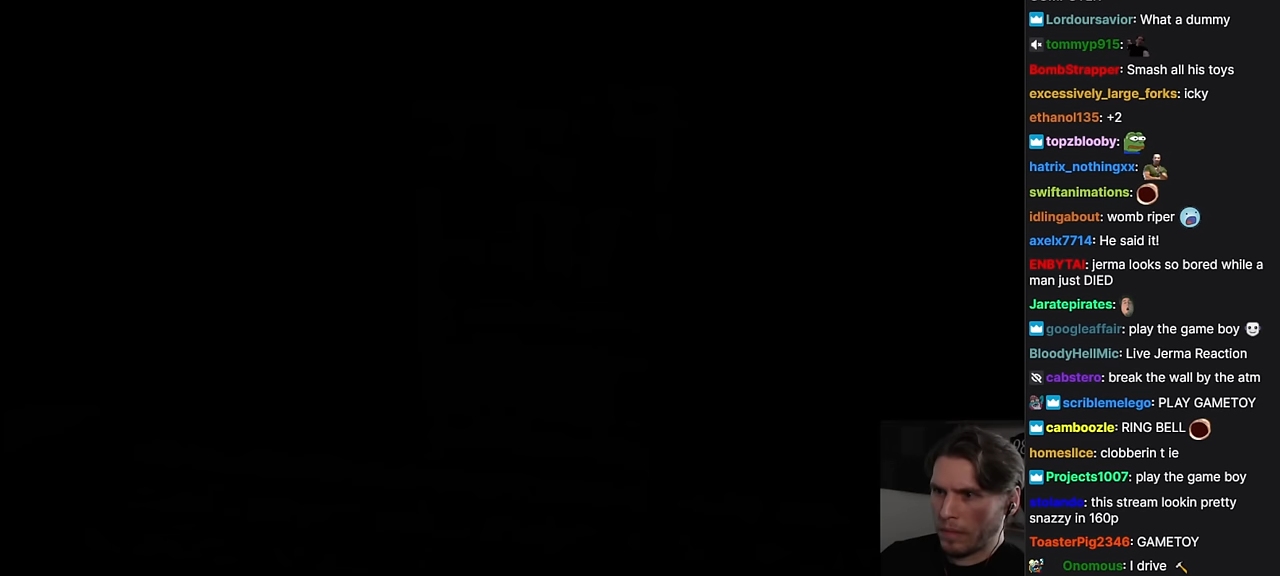 Lordoursavior: What a dummy
tommyp915:
BombStrapper: Smash all his toys
excessively_large_forks: icky
ethanol135: +2
topzblooby:
hatrix_nothingxx:
swiftanimations:
idlingabout: womb riper
axelx7714: He said it!
ENBYTAI: jerma looks so bored while a
man just DIED
Jaratepirates:
googleaffair: play the game boy
BloodyHellMic: Live Jerma Reaction
cabstero: break the wall by the atm
scriblemelego: PLAY GAMETOY
camboozle: RING BELL
homeslice: clobberin t ie
Projects1007: play the game boy
: this stream lookin pretty
snazzy in 160p
ToasterPig2346: GAMETOY
Onomous: I drive